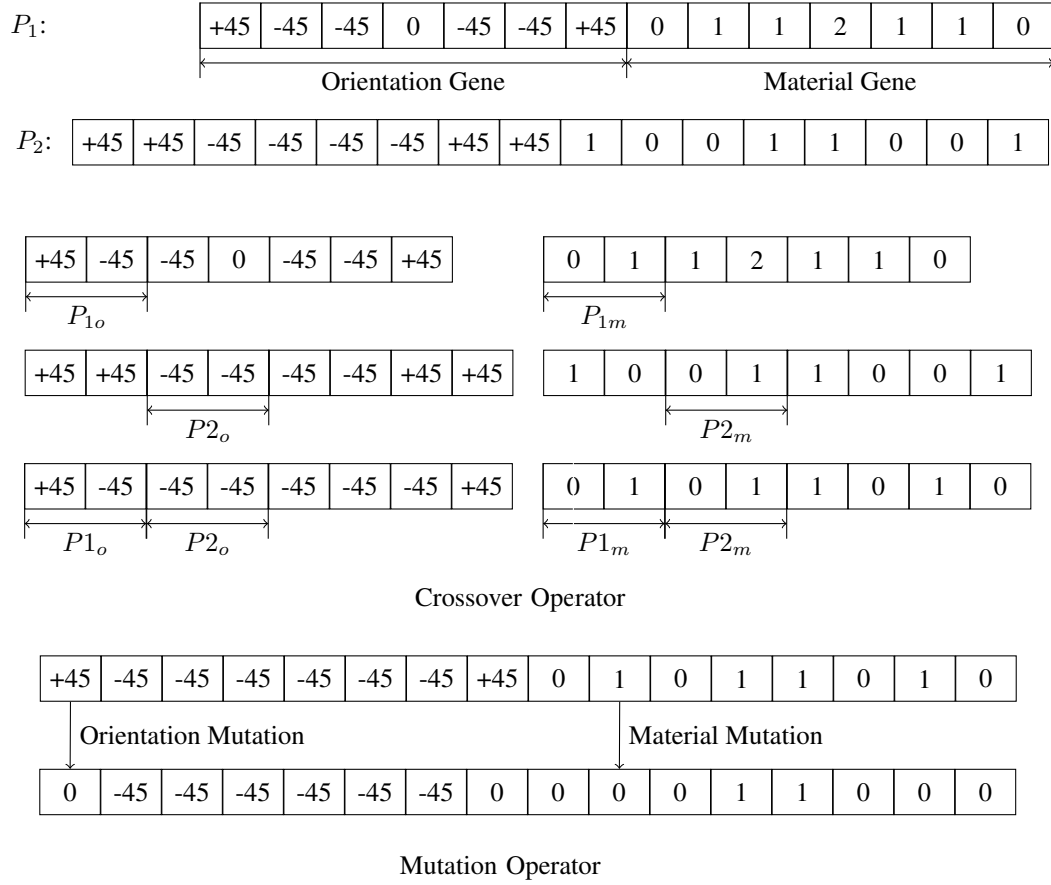 P1: +45 -45 -45 0 -45 -45 +45 0 1 1 2 1 1 0
Orientation Gene Material Gene
P2: +45 +45 -45 -45 -45 -45 +45 +45 1 0 0 1 1 0 0 1
+45 -45 -45 0 -45 -45 +45 0 1 1 2 1 1 0
P1o P1m
+45 +45 -45 -45 -45 -45 +45 +45 1 0 0 1 1 0 0 1
P2o P2m
+45 -45 -45 -45 -45 -45 -45 +45 0 1 0 1 1 0 1 0
P1o P2o P1m P2m
Crossover Operator
+45 -45 -45 -45 -45 -45 -45 +45 0 1 0 1 1 0 1 0
Orientation Mutation Material Mutation
0 -45 -45 -45 -45 -45 -45 0 0 0 0 1 1 0 0 0
Mutation Operator